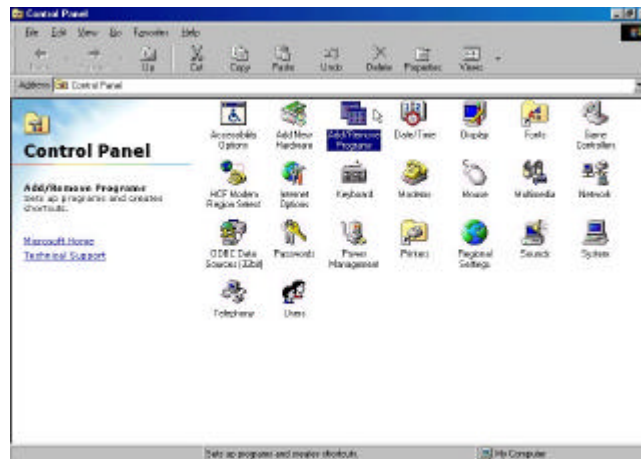 Control Panel
File Edit View Go Favorites Help
Up Cut Copy Paste Undo Delete Properties Views
Address Control Panel
Control Panel
Add/Remove Programs
Sets up programs and creates
shortcuts.
Microsoft Home
Technical Support
Accessibility Options
Add New Hardware
Add/Remove Programs
Date/Time
Display
Fonts
Game Controllers
HCF Modem Region Select
Internet Options
Keyboard
Modems
Mouse
Multimedia
Network
ODBC Data Sources (32bit)
Passwords
Power Management
Printers
Regional Settings
Sounds
System
Telephony
Users
Sets up programs and creates shortcuts.
My Computer